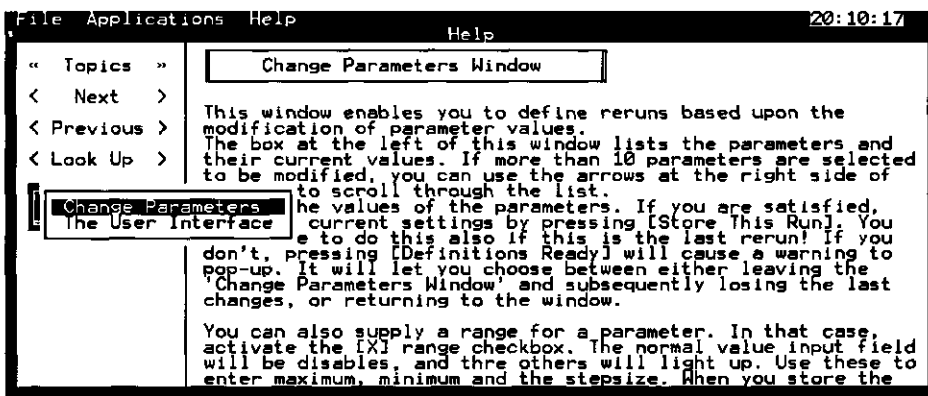 File Applications Help 20:10:17
Help
« Topics »
< Next >
< Previous >
< Look Up >
Change Parameters
The User Interface
Change Parameters Window
This window enables you to define reruns based upon the
modification of parameter values.
The box at the left of this window lists the parameters and
their current values. If more than 10 parameters are selected
to be modified, you can use the arrows at the right side of
to scroll through the list.
he values of the parameters. If you are satisfied,
current settings by pressing [Store This Run]. You
e to do this also if this is the last rerun! If you
don't, pressing [Definitions Ready] will cause a warning to
pop-up. It will let you choose between either leaving the
'Change Parameters Window' and subsequently losing the last
changes, or returning to the window.
You can also supply a range for a parameter. In that case,
activate the [X] range checkbox. The normal value input field
will be disables, and thre others will light up. Use these to
enter maximum, minimum and the stepsize. When you store the